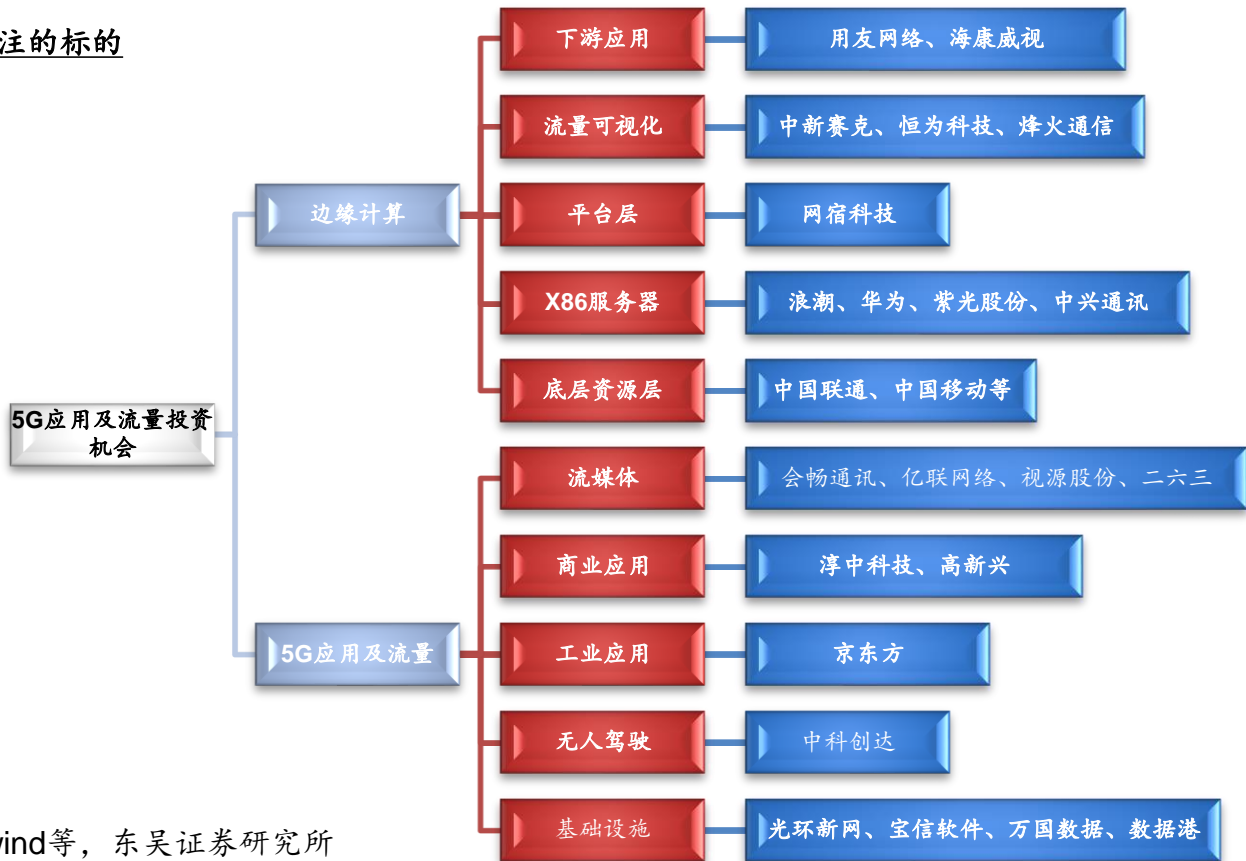 注的标的
下游应用
用友网络、海康威视
流量可视化
中新赛克、恒为科技、烽火通信
边缘计算
平台层
网宿科技
X86服务器
浪潮、华为、紫光股份、中兴通讯
底层资源层
中国联通、中国移动等
5G应用及流量投资
机会
流媒体
会畅通讯、亿联网络、视源股份、二六三
商业应用
淳中科技、高新兴
5G应用及流量
工业应用
京东方
无人驾驶
中科创达
基础设施
光环新网、宝信软件、万国数据、数据港
wind等，东吴证券研究所